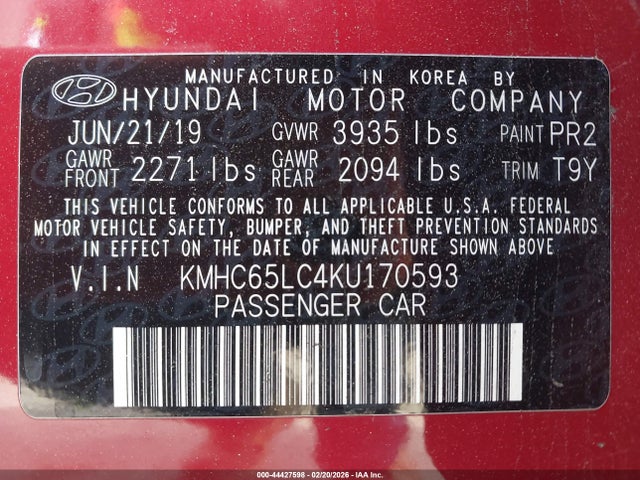 MANUFACTURED IN KOREA BY
HYUNDAI MOTOR COMPANY
JUN/21/19 GVWR 3935 lbs PAINT PR2
GAWR FRONT 2271 lbs GAWR REAR 2094 lbs TRIM T9Y
THIS VEHICLE CONFORMS TO ALL APPLICABLE U.S.A. FEDERAL
MOTOR VEHICLE SAFETY, BUMPER, AND THEFT PREVENTION STANDARDS
IN EFFECT ON THE DATE OF MANUFACTURE SHOWN ABOVE
V.I.N KMHC65LC4KU170593
PASSENGER CAR
000-44427598 - 02/20/2026 - IAA Inc.